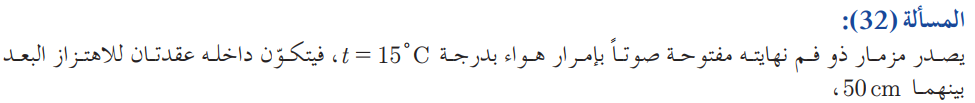 المسألة (32):
يصدر مزمار ذو فم نهايته مفتوحة صوتاً بإمرار هواء بدرجة t = 15°C، فيتكوّن داخله عقدتان للاهتزاز البعد
بينهما 50 cm،